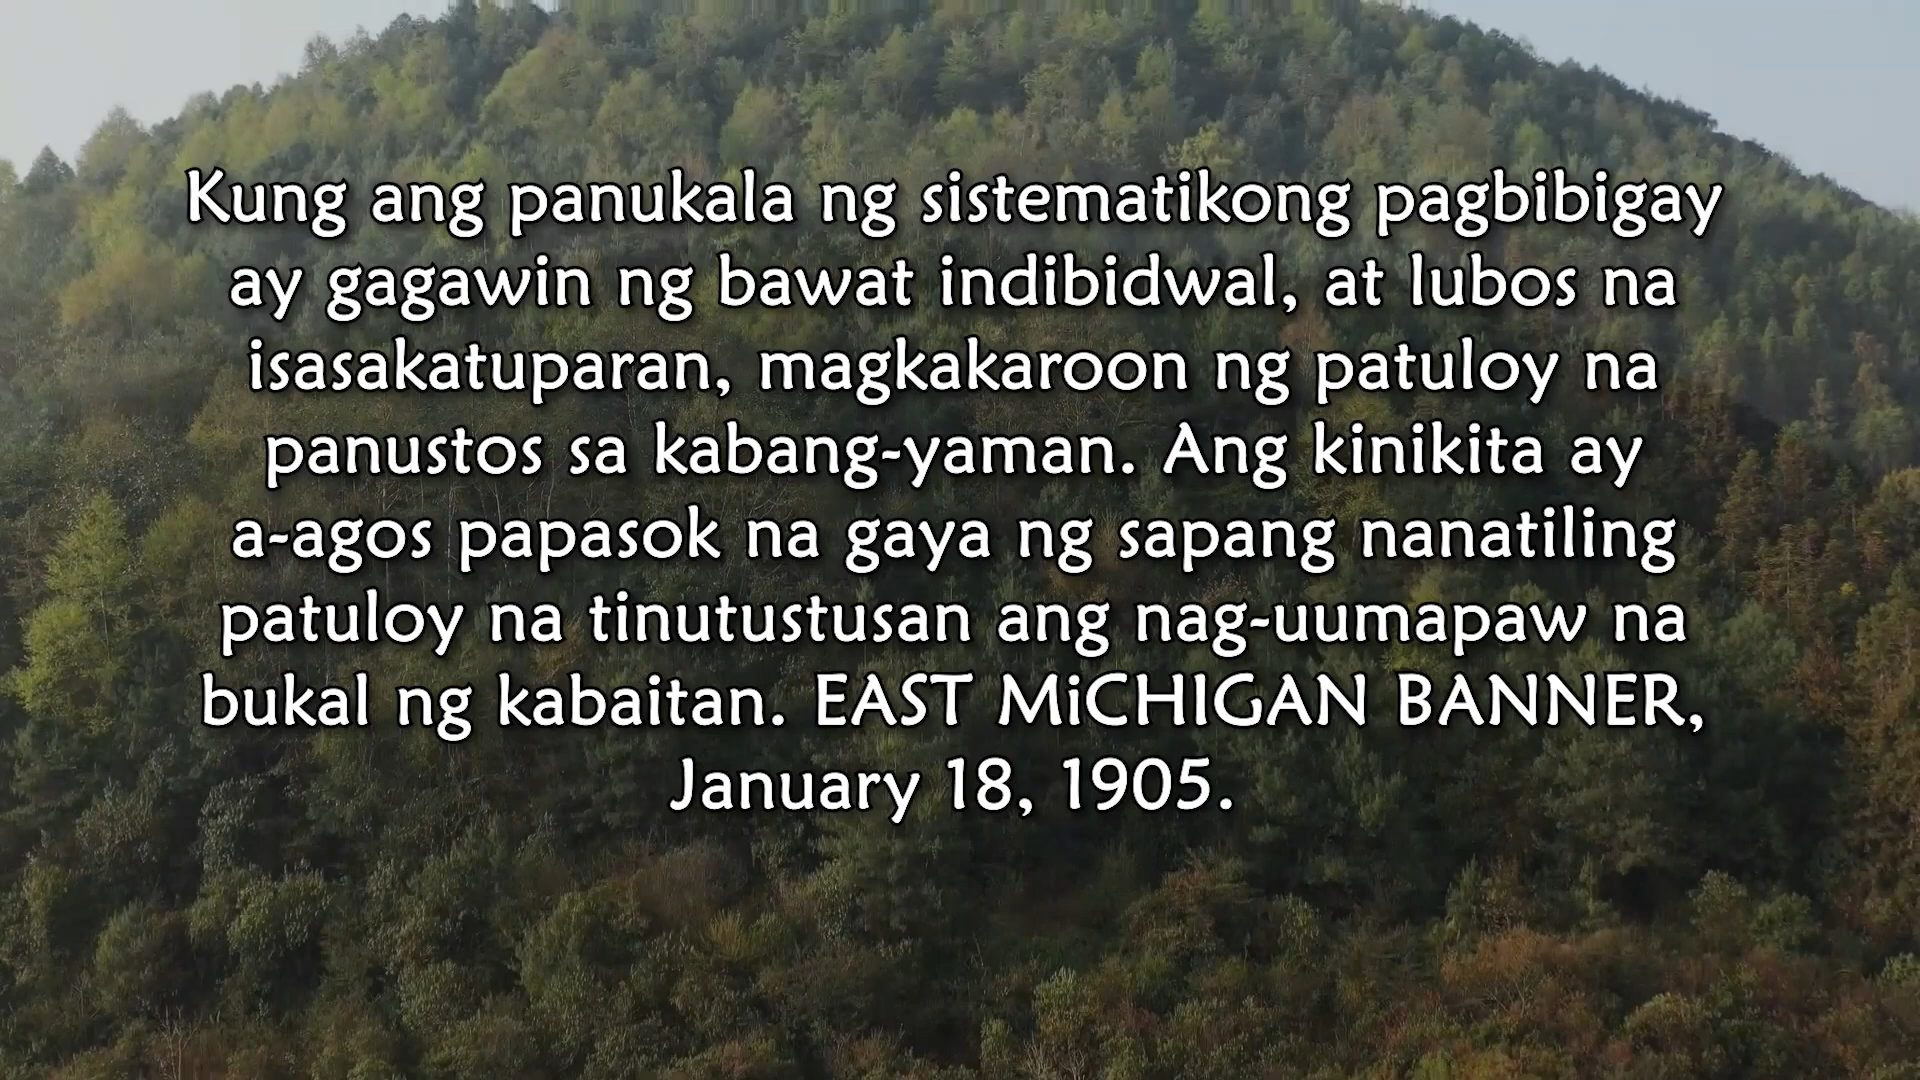 Kung ang panukala ng sistematikong pagbibigay
ay gagawin ng bawat indibidwal, at lubos na
isasakatuparan, magkakaroon ng patuloy na
panustos sa kabang-yaman. Ang kinikita ay
a-agos papasok na gaya ng sapang nanatiling
patuloy na tinutustusan ang nag-uumapaw na
bukal ng kabaitan. EAST MiCHIGAN BANNER,
January 18, 1905.